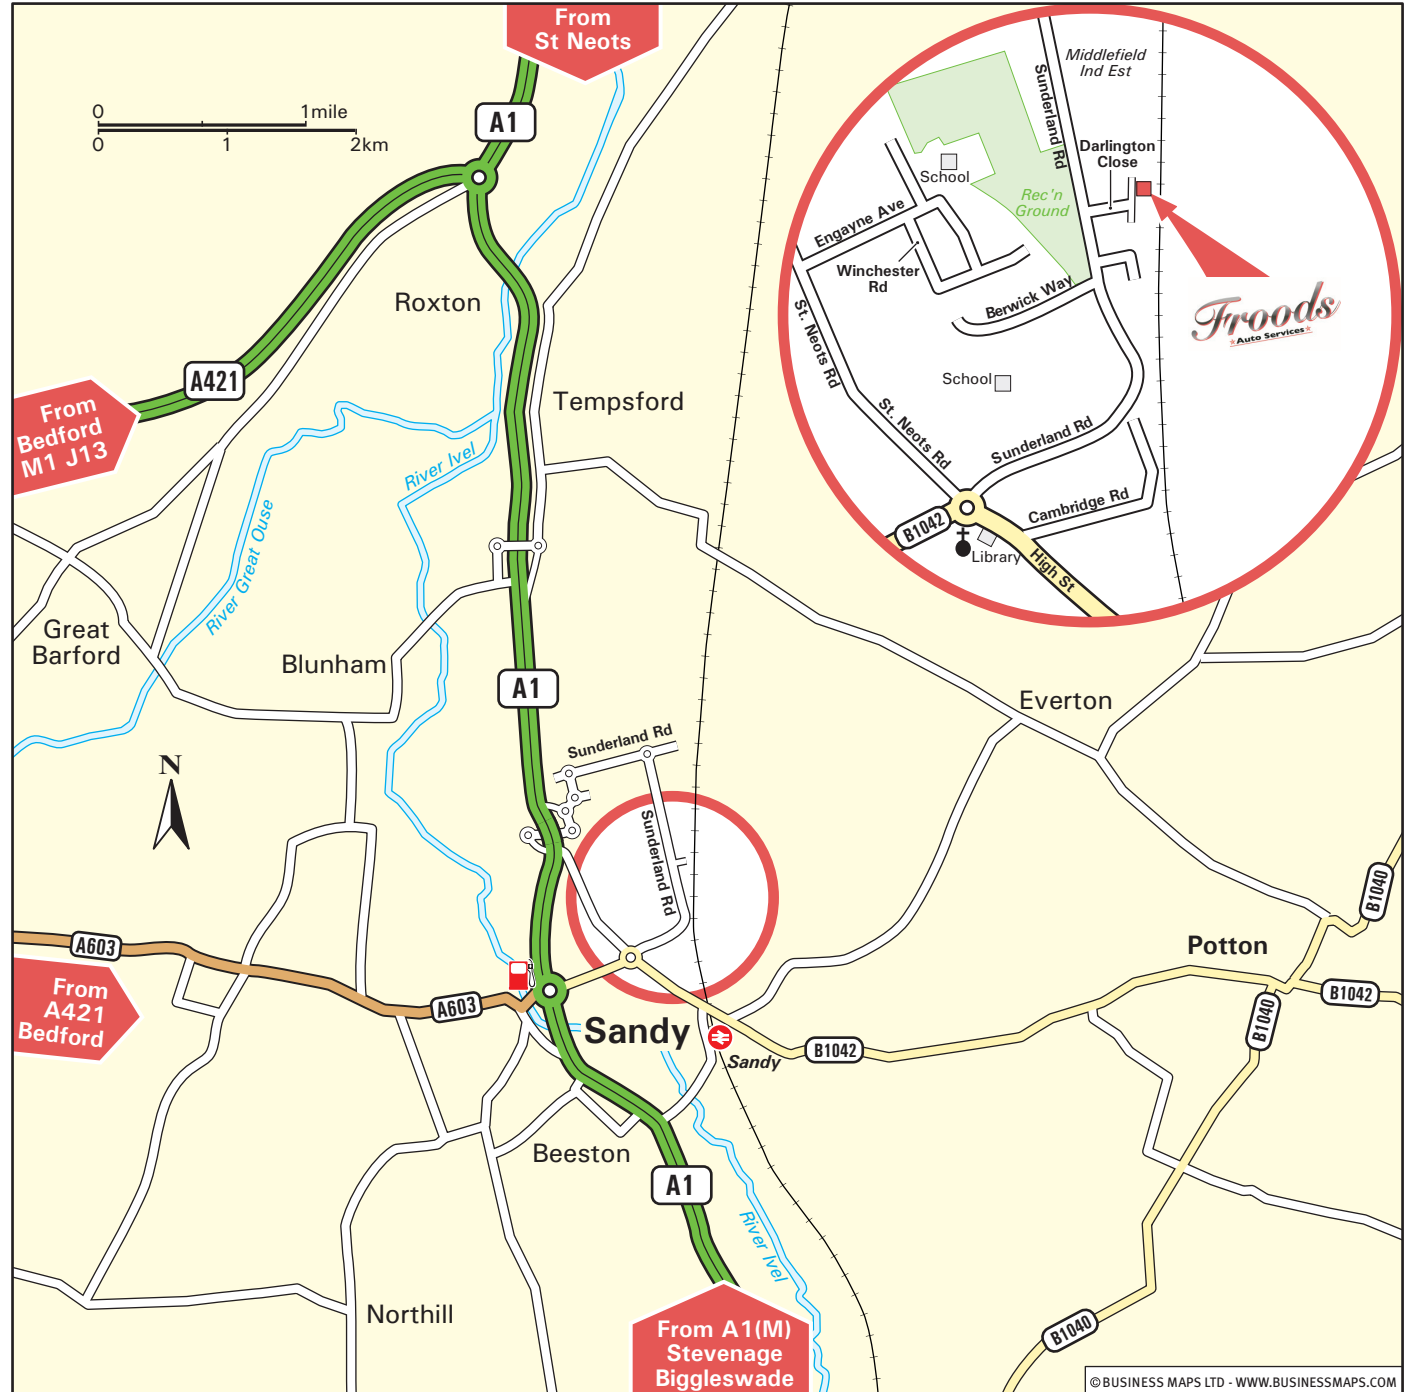 From
St Neots
0
1mile
0
1
2km
A1
Roxton
A421
From
Bedford
M1 J13
Tempsford
River Ivel
River Great Ouse
Great
Barford
Blunham
A1
N
Sunderland Rd
Sunderland Rd
Everton
A603
From
A421
Bedford
A603
Sandy
Sandy
B1042
Potton
B1040
B1042
B1040
Beeston
A1
River Ivel
Northill
From A1(M)
Stevenage
Biggleswade
B1040
Middlefield
Ind Est
Sunderland Rd
Darlington
Close
School
Rec'n
Ground
Engayne Ave
Winchester
Rd
Berwick Way
Froods
Auto Services
St. Neots Rd
School
St. Neots Rd
Sunderland Rd
Cambridge Rd
B1042
Library
High St
© BUSINESS MAPS LTD - WWW.BUSINESSMAPS.COM